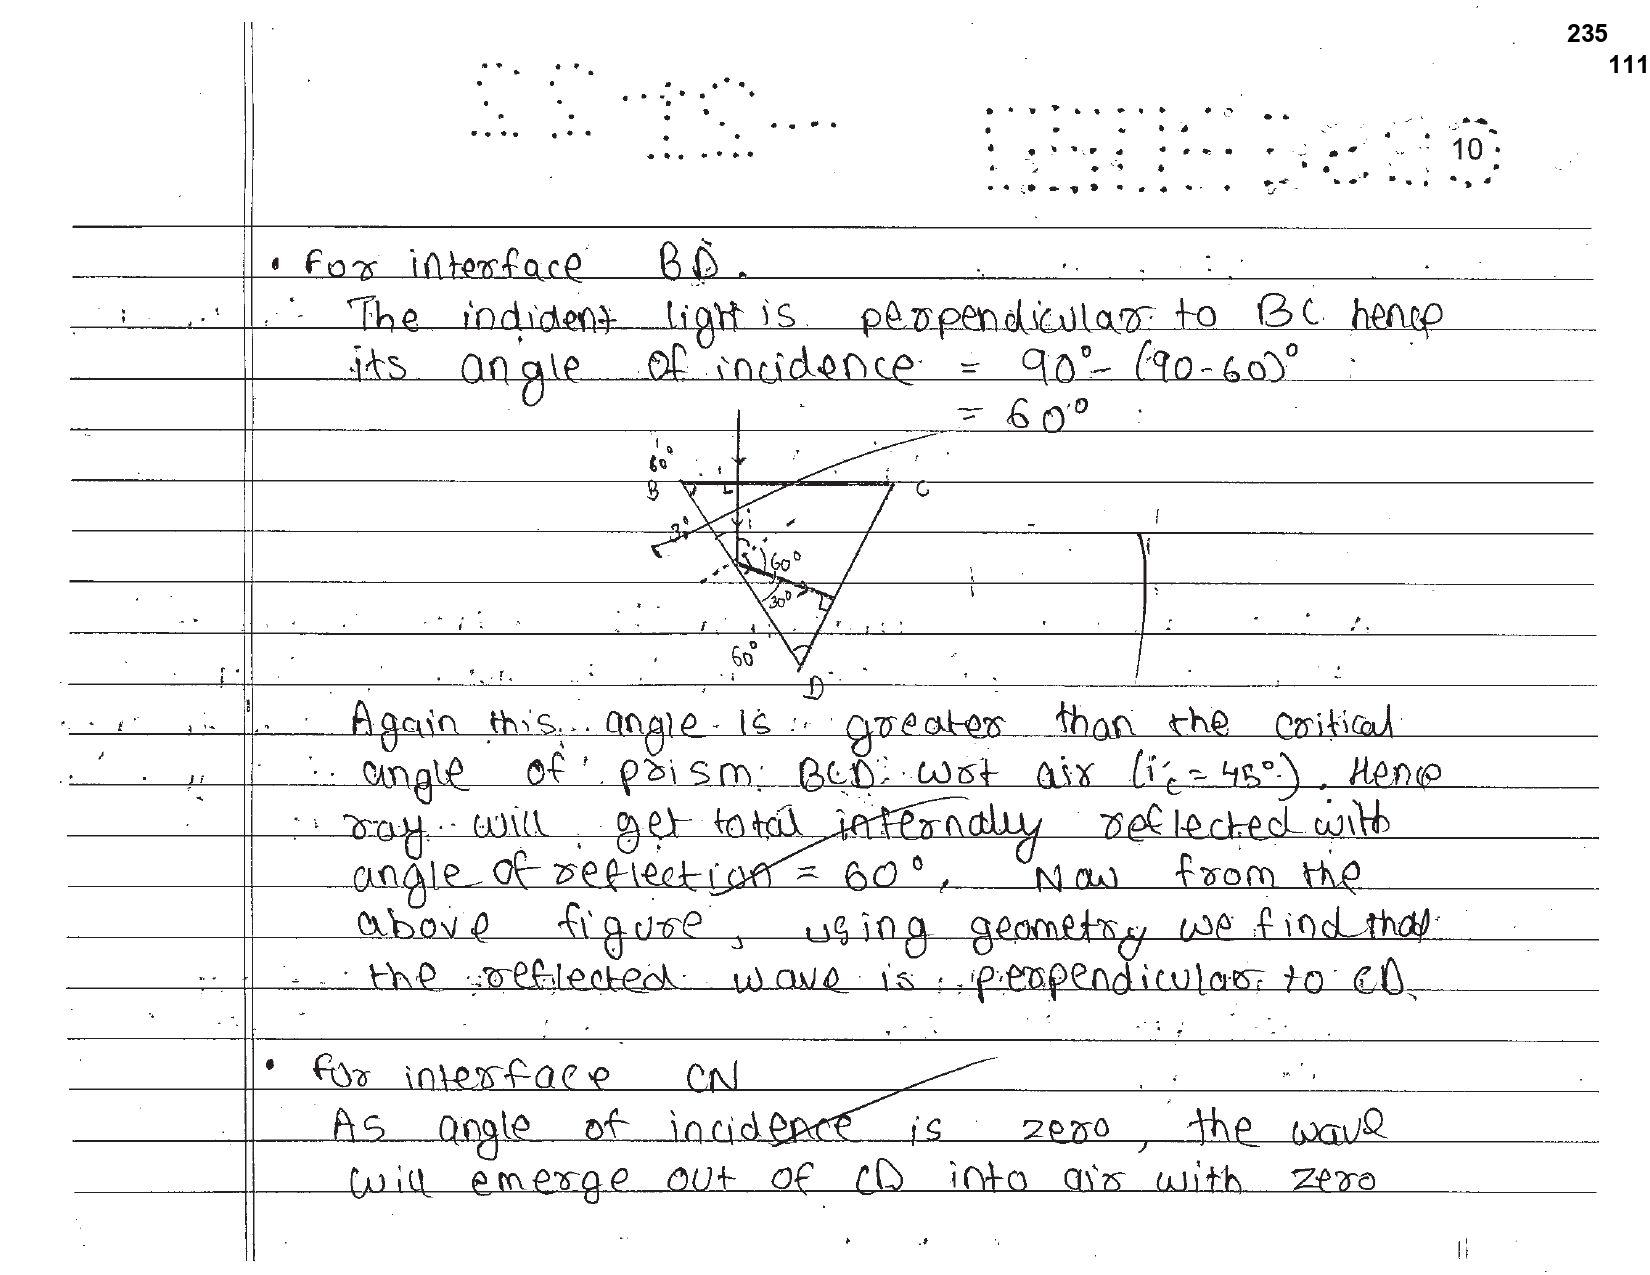 235
111
10
• For interface BD.
The indident light is perpendicular to BC hence
its angle of incidence = 90° - (90-60)°
= 60°
60°
B
C
30°
i
60°
30°
60°
D
Again this angle is greater than the critical
angle of prism BCD wrt air (ic = 45°). Hence
ray will get total internally reflected with
angle of reflection = 60°. Now from the
above figure, using geometry we find that
the reflected wave is perpendicular to CD.
• For interface CN
As angle of incidence is zero, the wave
will emerge out of CD into air with zero